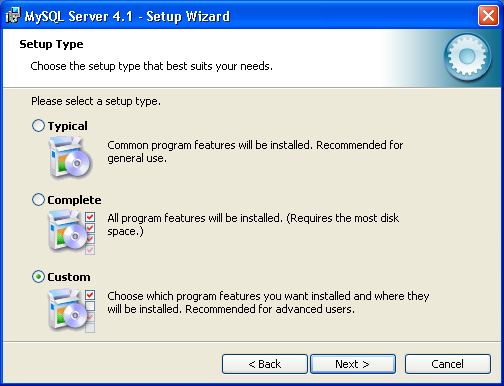 MySQL Server 4.1 - Setup Wizard
Setup Type
Choose the setup type that best suits your needs.
Please select a setup type.
Typical
Common program features will be installed. Recommended for
general use.
Complete
All program features will be installed. (Requires the most disk
space.)
Custom
Choose which program features you want installed and where they
will be installed. Recommended for advanced users.
< Back
Next >
Cancel